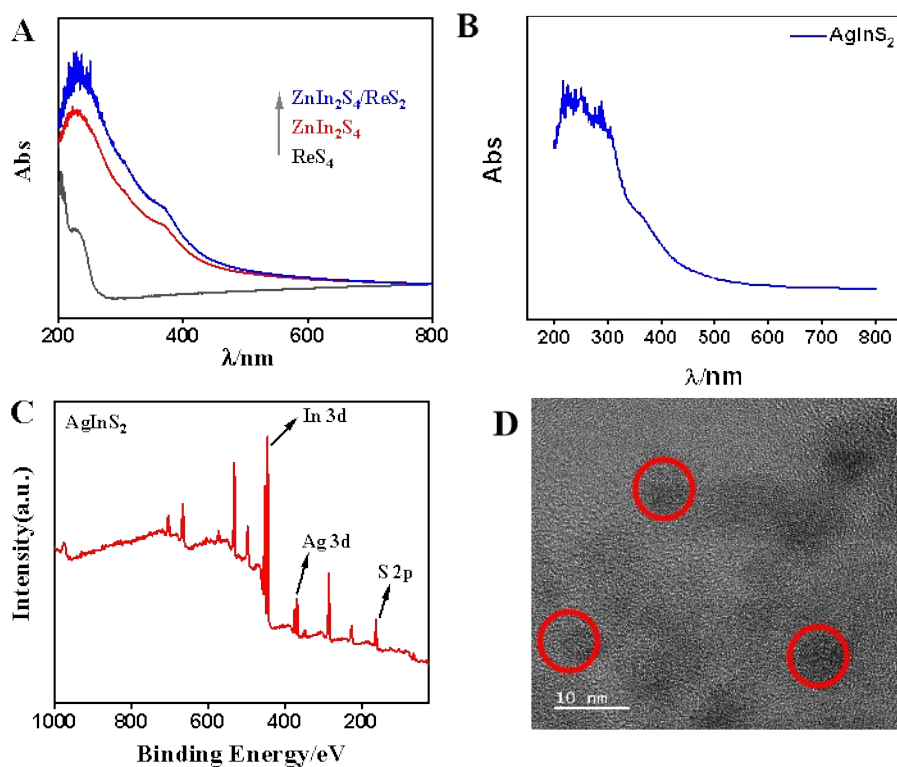 A
Abs
ZnIn₂S₄/ReS₂
ZnIn₂S₄
ReS₄
200
400
600
800
λ/nm
B
AgInS₂
Abs
200 300 400 500 600 700 800
λ/nm
C
AgInS₂
In 3d
Ag 3d
S 2p
Intensity(a.u.)
1000 800 600 400 200
Binding Energy/eV
D
10 nm